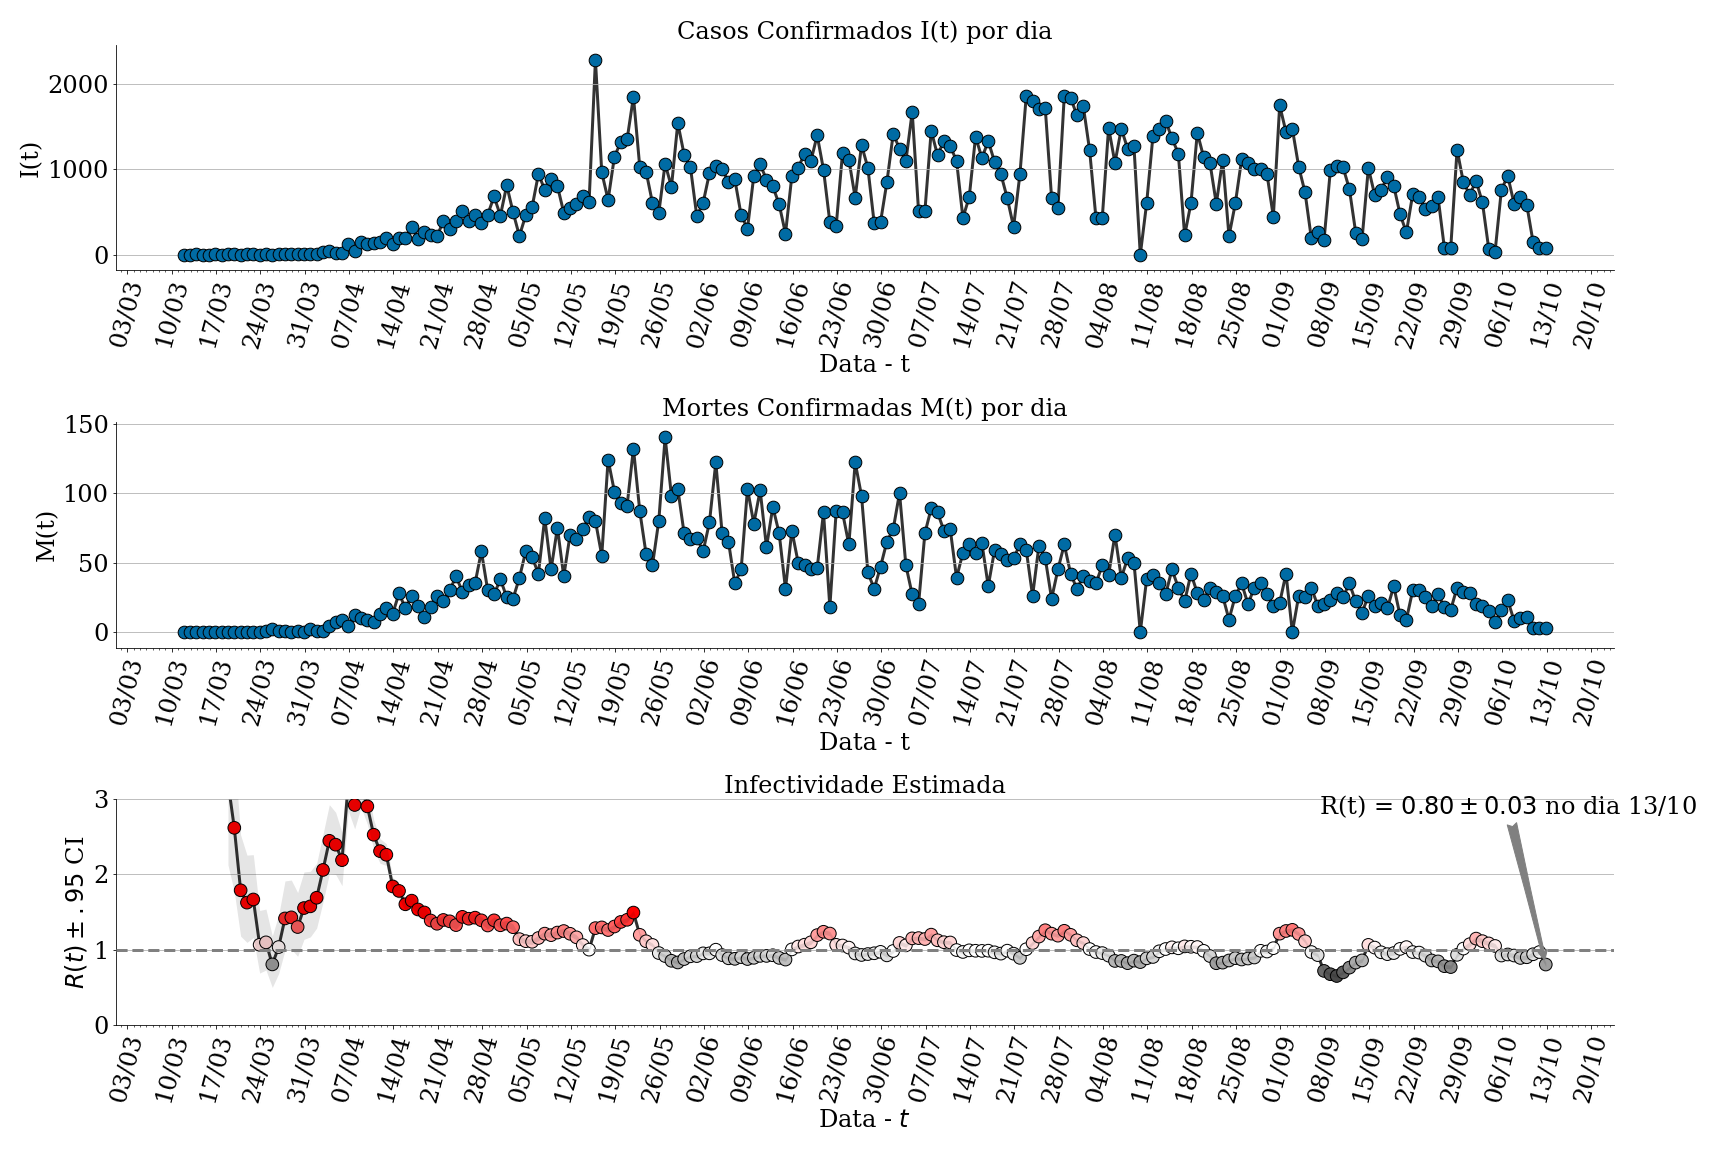 Casos Confirmados I(t) por dia
2000
1000
0
I(t)
03/03 10/03 17/03 24/03 31/03 07/04 14/04 21/04 28/04 05/05 12/05 19/05 26/05 02/06 09/06 16/06 23/06 30/06 07/07 14/07 21/07 28/07 04/08 11/08 18/08 25/08 01/09 08/09 15/09 22/09 29/09 06/10 13/10 20/10
Data - t
Mortes Confirmadas M(t) por dia
150
100
50
0
M(t)
03/03 10/03 17/03 24/03 31/03 07/04 14/04 21/04 28/04 05/05 12/05 19/05 26/05 02/06 09/06 16/06 23/06 30/06 07/07 14/07 21/07 28/07 04/08 11/08 18/08 25/08 01/09 08/09 15/09 22/09 29/09 06/10 13/10 20/10
Data - t
Infectividade Estimada
R(t) = 0.80 ± 0.03 no dia 13/10
3
2
1
0
R(t) ± .95 CI
03/03 10/03 17/03 24/03 31/03 07/04 14/04 21/04 28/04 05/05 12/05 19/05 26/05 02/06 09/06 16/06 23/06 30/06 07/07 14/07 21/07 28/07 04/08 11/08 18/08 25/08 01/09 08/09 15/09 22/09 29/09 06/10 13/10 20/10
Data - t